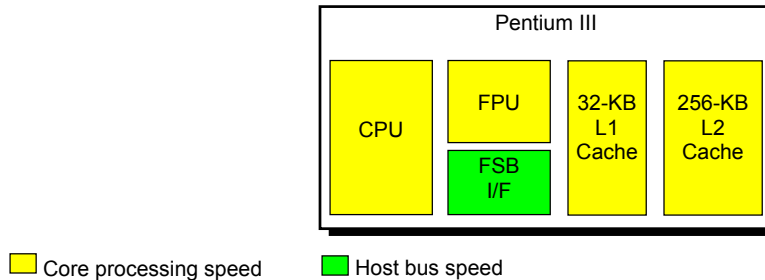 Pentium III
CPU
FPU
FSB
I/F
32-KB
L1
Cache
256-KB
L2
Cache
Core processing speed
Host bus speed